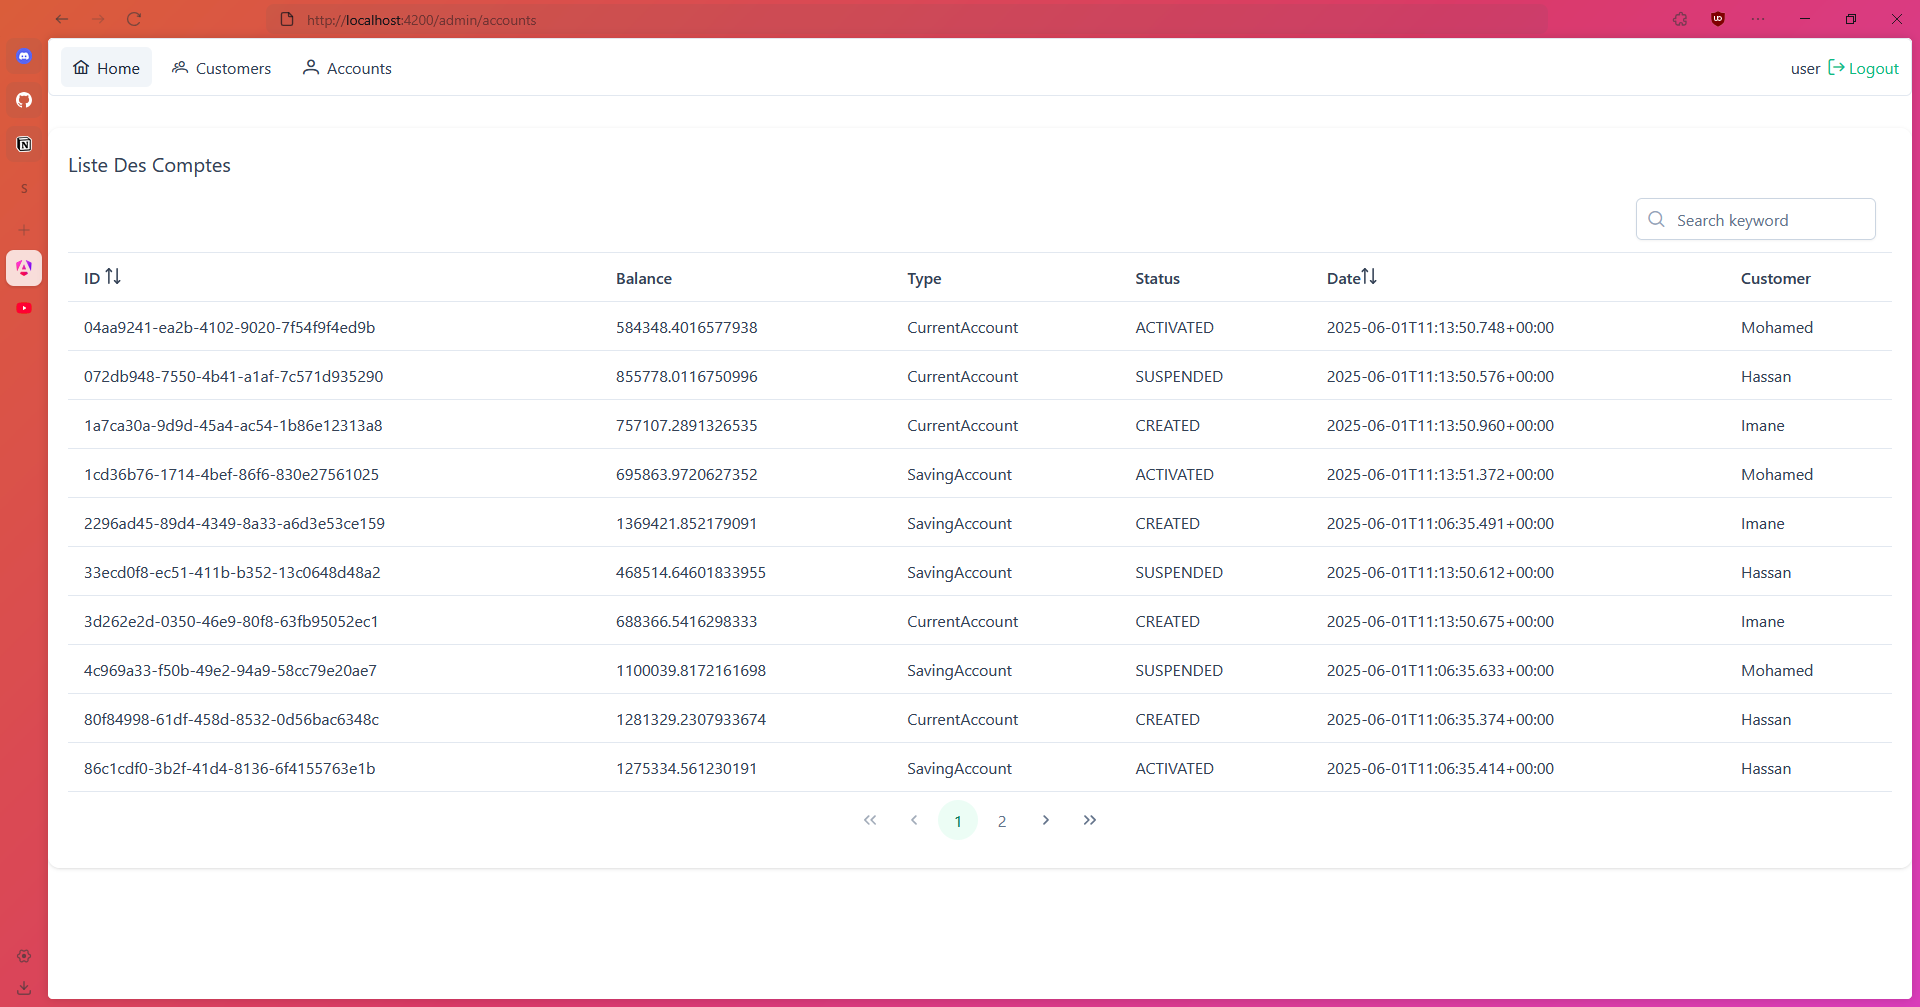 http://localhost:4200/admin/accounts
Home Customers Accounts user Logout
S
Liste Des Comptes
Search keyword
ID Balance Type Status Date Customer
04aa9241-ea2b-4102-9020-7f54f9f4ed9b 584348.4016577938 CurrentAccount ACTIVATED 2025-06-01T11:13:50.748+00:00 Mohamed
072db948-7550-4b41-a1af-7c571d935290 855778.0116750996 CurrentAccount SUSPENDED 2025-06-01T11:13:50.576+00:00 Hassan
1a7ca30a-9d9d-45a4-ac54-1b86e12313a8 757107.2891326535 CurrentAccount CREATED 2025-06-01T11:13:50.960+00:00 Imane
1cd36b76-1714-4bef-86f6-830e27561025 695863.9720627352 SavingAccount ACTIVATED 2025-06-01T11:13:51.372+00:00 Mohamed
2296ad45-89d4-4349-8a33-a6d3e53ce159 1369421.852179091 SavingAccount CREATED 2025-06-01T11:06:35.491+00:00 Imane
33ecd0f8-ec51-411b-b352-13c0648d48a2 468514.64601833955 SavingAccount SUSPENDED 2025-06-01T11:13:50.612+00:00 Hassan
3d262e2d-0350-46e9-80f8-63fb95052ec1 688366.5416298333 CurrentAccount CREATED 2025-06-01T11:13:50.675+00:00 Imane
4c969a33-f50b-49e2-94a9-58cc79e20ae7 1100039.8172161698 SavingAccount SUSPENDED 2025-06-01T11:06:35.633+00:00 Mohamed
80f84998-61df-458d-8532-0d56bac6348c 1281329.2307933674 CurrentAccount CREATED 2025-06-01T11:06:35.374+00:00 Hassan
86c1cdf0-3b2f-41d4-8136-6f4155763e1b 1275334.561230191 SavingAccount ACTIVATED 2025-06-01T11:06:35.414+00:00 Hassan
1 2